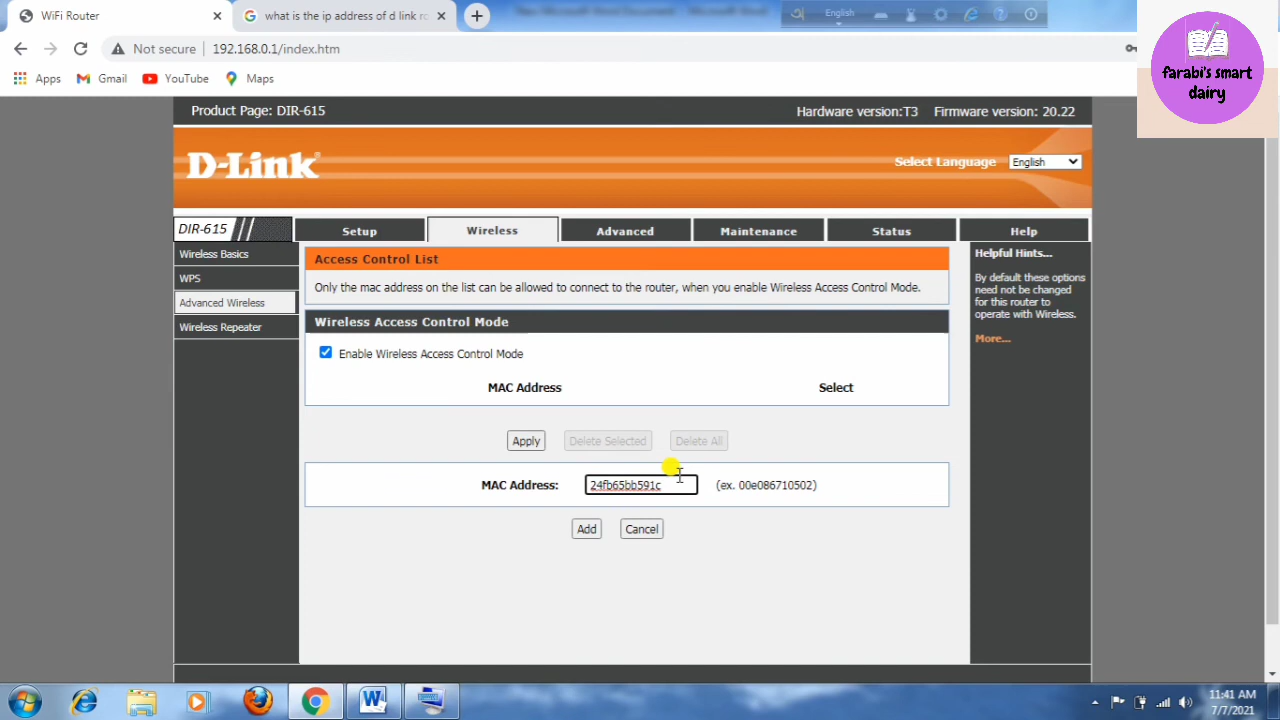 WiFi Router
what is the ip address of d link ro
English
Not secure
192.168.0.1/index.htm
Apps
Gmail
YouTube
Maps
farabi's smart
dairy
Product Page: DIR-615
Hardware version:T3
Firmware version: 20.22
D-Link
Select Language
English
DIR-615
Setup
Wireless
Advanced
Maintenance
Status
Help
Wireless Basics
WPS
Advanced Wireless
Wireless Repeater
Access Control List
Only the mac address on the list can be allowed to connect to the router, when you enable Wireless Access Control Mode.
Wireless Access Control Mode
Enable Wireless Access Control Mode
MAC Address
Select
Apply
Delete Selected
Delete All
MAC Address:
24fb65bb591c
(ex. 00e086710502)
Add
Cancel
Helpful Hints...
By default these options
need not be changed
for this router to
operate with Wireless.
More...
11:41 AM
7/7/2021